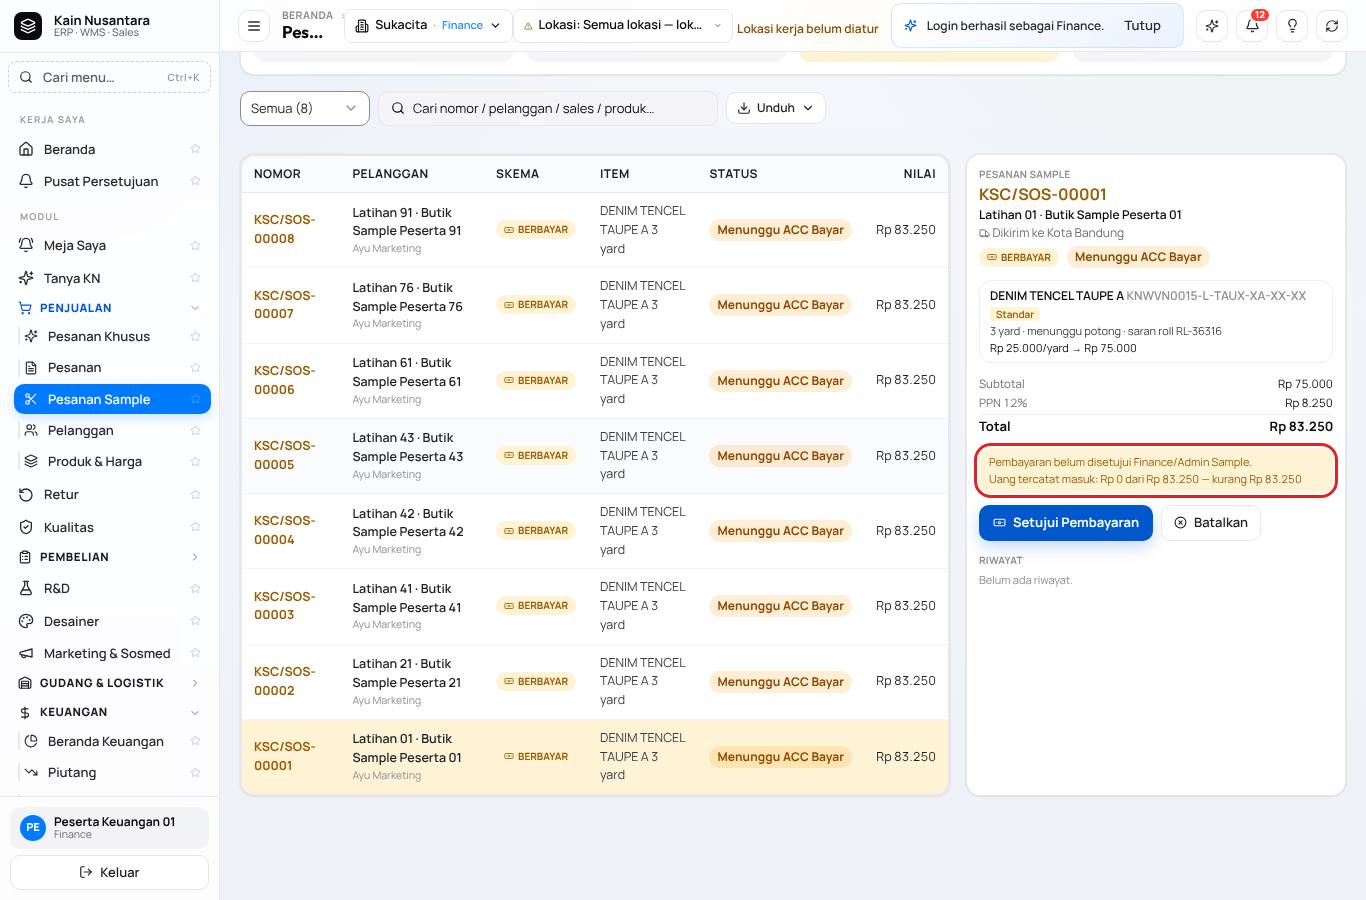 Kain Nusantara
ERP · WMS · Sales
Cari menu...
Ctrl+K
KERJA SAYA
Beranda
Pusat Persetujuan
MODUL
Meja Saya
Tanya KN
PENJUALAN
Pesanan Khusus
Pesanan
Pesanan Sample
Pelanggan
Produk & Harga
Retur
Kualitas
PEMBELIAN
R&D
Desainer
Marketing & Sosmed
GUDANG & LOGISTIK
KEUANGAN
Beranda Keuangan
Piutang
PE
Peserta Keuangan 01
Finance
Keluar
BERANDA
Pes...
Sukacita · Finance
Lokasi: Semua lokasi — lok...
Lokasi kerja belum diatur
Login berhasil sebagai Finance.
Tutup
12
Semua (8)
Cari nomor / pelanggan / sales / produk...
Unduh
NOMOR PELANGGAN SKEMA ITEM STATUS NILAI
KSC/SOS-00008
Latihan 91 · Butik Sample Peserta 91
Ayu Marketing
BERBAYAR
DENIM TENCEL TAUPE A 3 yard
Menunggu ACC Bayar
Rp 83.250
KSC/SOS-00007
Latihan 76 · Butik Sample Peserta 76
Ayu Marketing
BERBAYAR
DENIM TENCEL TAUPE A 3 yard
Menunggu ACC Bayar
Rp 83.250
KSC/SOS-00006
Latihan 61 · Butik Sample Peserta 61
Ayu Marketing
BERBAYAR
DENIM TENCEL TAUPE A 3 yard
Menunggu ACC Bayar
Rp 83.250
KSC/SOS-00005
Latihan 43 · Butik Sample Peserta 43
Ayu Marketing
BERBAYAR
DENIM TENCEL TAUPE A 3 yard
Menunggu ACC Bayar
Rp 83.250
KSC/SOS-00004
Latihan 42 · Butik Sample Peserta 42
Ayu Marketing
BERBAYAR
DENIM TENCEL TAUPE A 3 yard
Menunggu ACC Bayar
Rp 83.250
KSC/SOS-00003
Latihan 41 · Butik Sample Peserta 41
Ayu Marketing
BERBAYAR
DENIM TENCEL TAUPE A 3 yard
Menunggu ACC Bayar
Rp 83.250
KSC/SOS-00002
Latihan 21 · Butik Sample Peserta 21
Ayu Marketing
BERBAYAR
DENIM TENCEL TAUPE A 3 yard
Menunggu ACC Bayar
Rp 83.250
KSC/SOS-00001
Latihan 01 · Butik Sample Peserta 01
Ayu Marketing
BERBAYAR
DENIM TENCEL TAUPE A 3 yard
Menunggu ACC Bayar
Rp 83.250
PESANAN SAMPLE
KSC/SOS-00001
Latihan 01 · Butik Sample Peserta 01
Dikirim ke Kota Bandung
BERBAYAR
Menunggu ACC Bayar
DENIM TENCEL TAUPE A KNWVN0015-L-TAUX-XA-XX-XX
Standar
3 yard · menunggu potong · saran roll RL-36316
Rp 25.000/yard → Rp 75.000
Subtotal Rp 75.000
PPN 12% Rp 8.250
Total Rp 83.250
Pembayaran belum disetujui Finance/Admin Sample.
Uang tercatat masuk: Rp 0 dari Rp 83.250 — kurang Rp 83.250
Setujui Pembayaran
Batalkan
RIWAYAT
Belum ada riwayat.